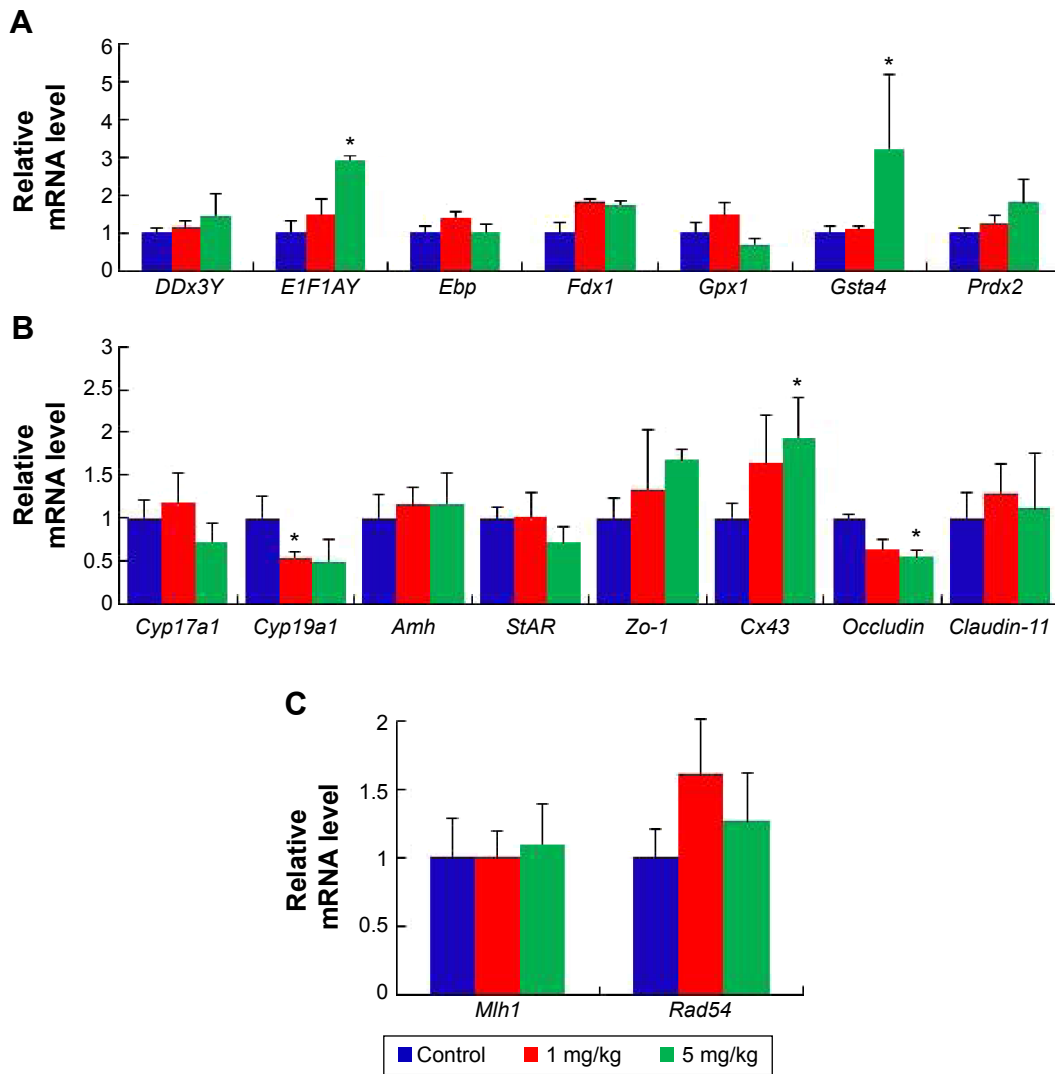 A
Relative
mRNA level
6
5
4
3
2
1
0
*
*
DDx3Y E1F1AY Ebp Fdx1 Gpx1 Gsta4 Prdx2
B
Relative
mRNA level
3
2.5
2
1.5
1
0.5
0
*
*
*
Cyp17a1 Cyp19a1 Amh StAR Zo-1 Cx43 Occludin Claudin-11
C
Relative
mRNA level
2
1.5
1
0.5
0
Mlh1 Rad54
Control 1 mg/kg 5 mg/kg